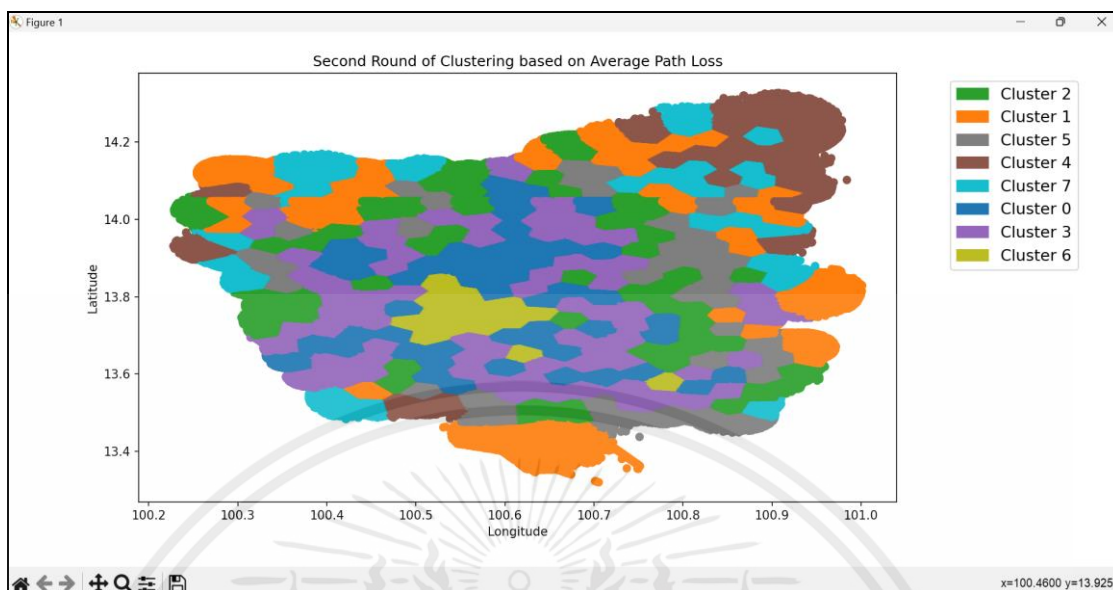 Figure 1
Second Round of Clustering based on Average Path Loss
Cluster 2
Cluster 1
Cluster 5
Cluster 4
Cluster 7
Cluster 0
Cluster 3
Cluster 6
Latitude
14.2
14.0
13.8
13.6
13.4
100.2 100.3 100.4 100.5 100.6 100.7 100.8 100.9 101.0
Longitude
x=100.4600 y=13.925